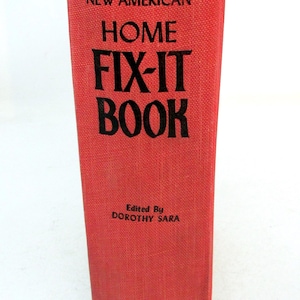 NEW AMERICAN
HOME
FIX-IT
BOOK
Edited By
DOROTHY SARA